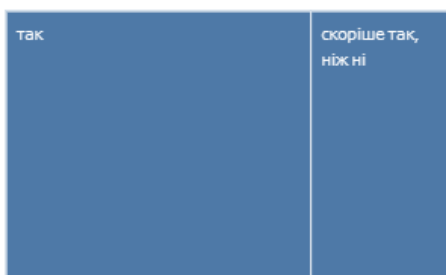 так
скоріше так,
ніж ні